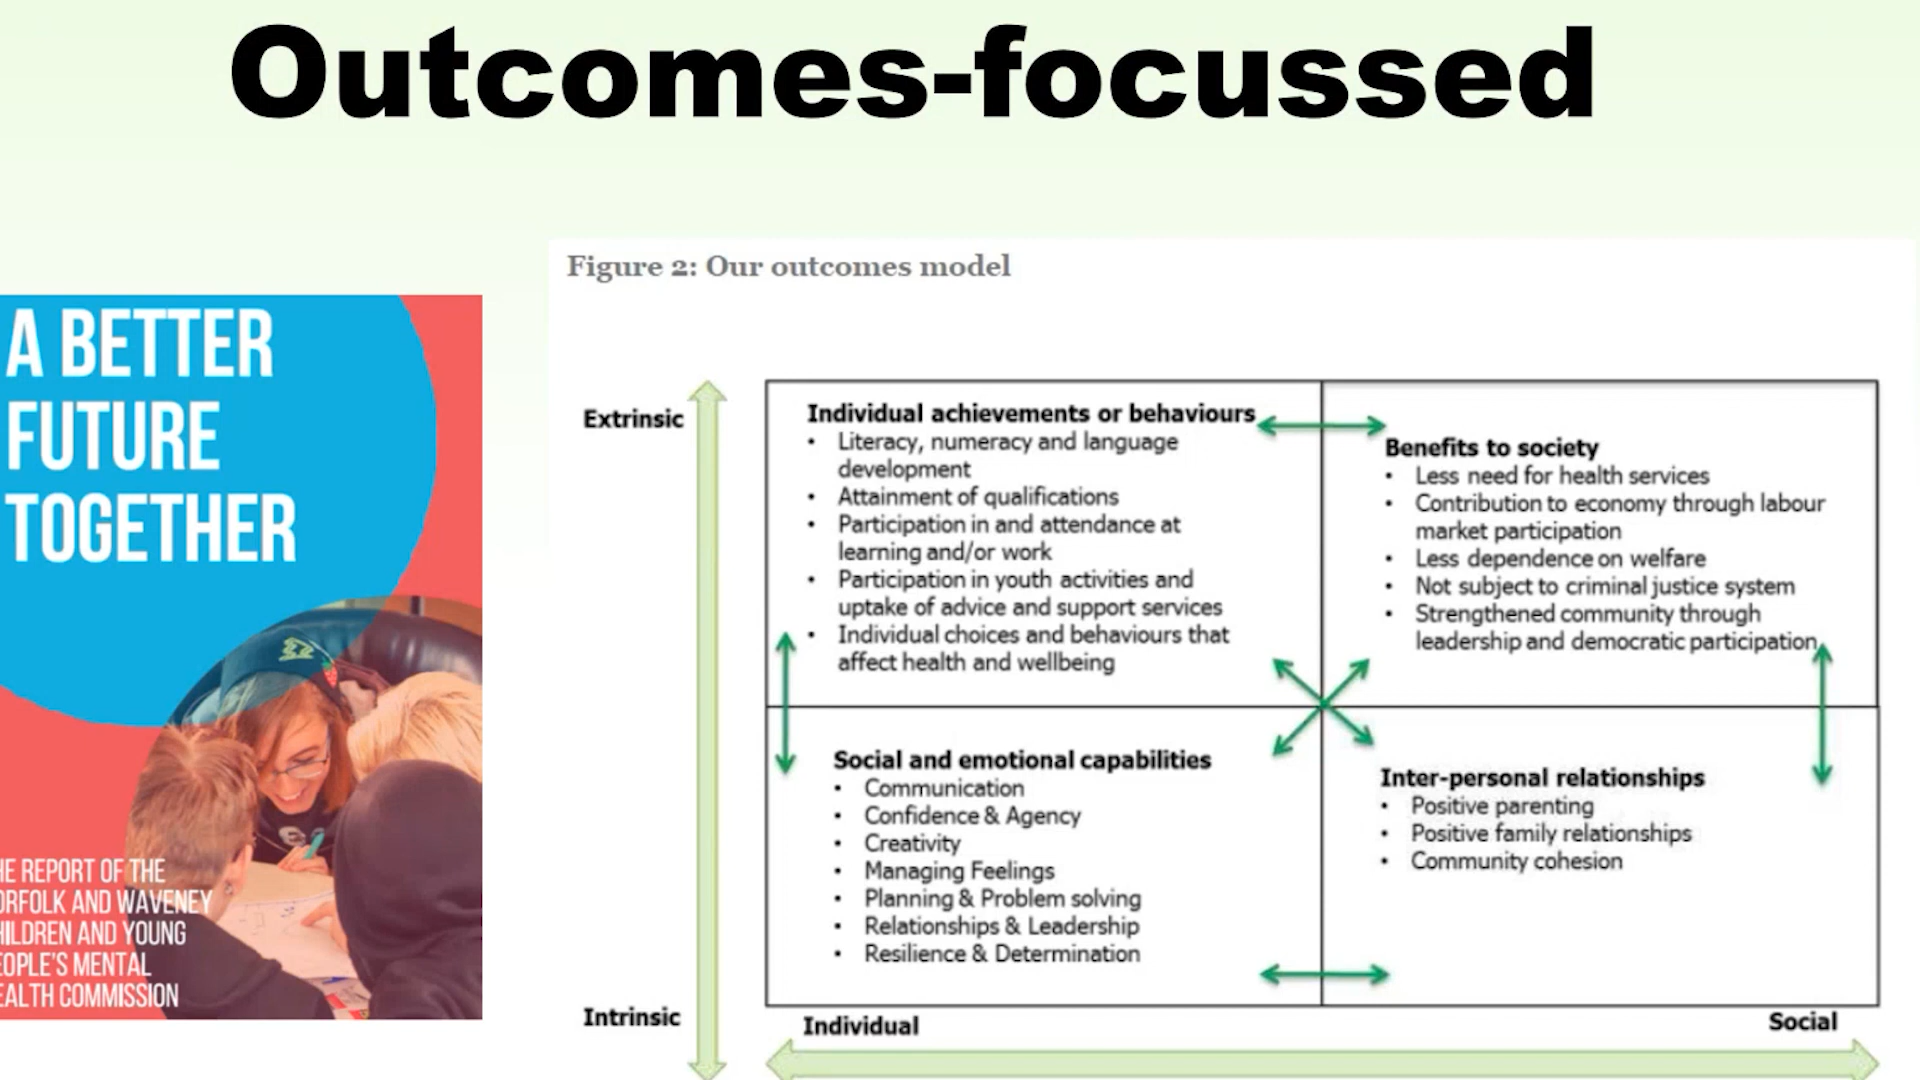 Outcomes-focussed
A BETTER
FUTURE
TOGETHER
HE REPORT OF THE
ORFOLK AND WAVENEY
HILDREN AND YOUNG
EOPLE'S MENTAL
EALTH COMMISSION
Figure 2: Our outcomes model
Extrinsic
Individual achievements or behaviours
• Literacy, numeracy and language
development
• Attainment of qualifications
• Participation in and attendance at
learning and/or work
• Participation in youth activities and
uptake of advice and support services
• Individual choices and behaviours that
affect health and wellbeing
Benefits to society
• Less need for health services
• Contribution to economy through labour
market participation
• Less dependence on welfare
• Not subject to criminal justice system
• Strengthened community through
leadership and democratic participation
Social and emotional capabilities
• Communication
• Confidence & Agency
• Creativity
• Managing Feelings
• Planning & Problem solving
• Relationships & Leadership
• Resilience & Determination
Inter-personal relationships
• Positive parenting
• Positive family relationships
• Community cohesion
Intrinsic
Individual
Social